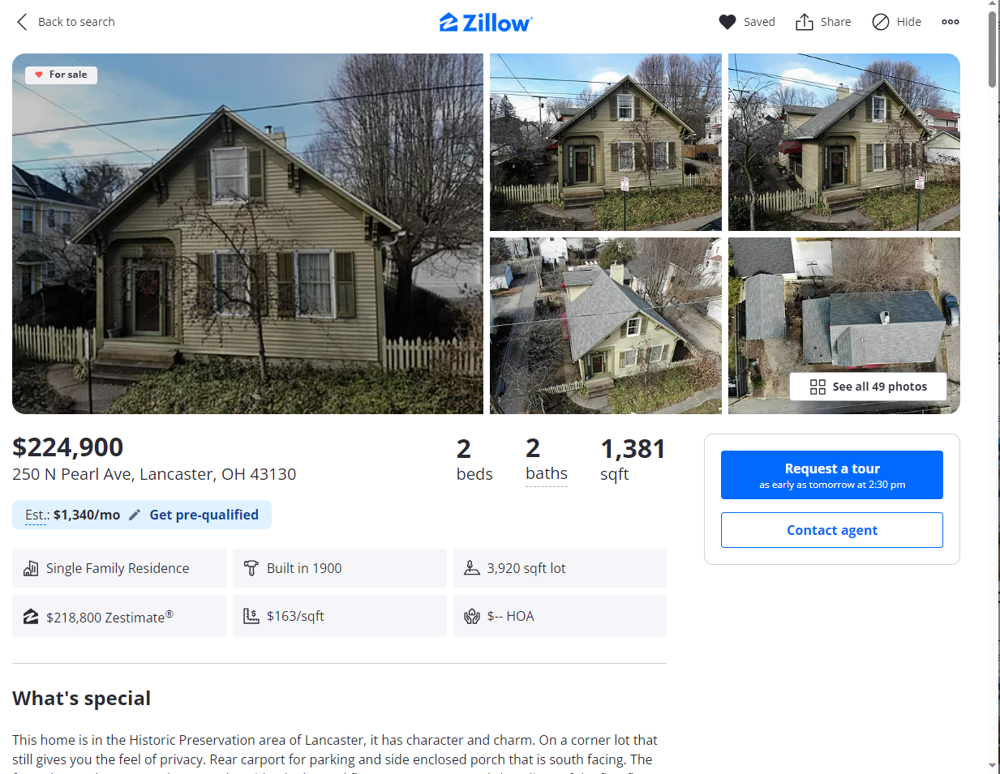 Back to search
Zillow
Saved
Share
Hide
For sale
See all 49 photos
$224,900
250 N Pearl Ave, Lancaster, OH 43130
2
beds
2
baths
1,381
sqft
Est.: $1,340/mo
Get pre-qualified
Request a tour
as early as tomorrow at 2:30 pm
Contact agent
Single Family Residence
Built in 1900
3,920 sqft lot
$218,800 Zestimate®
$163/sqft
$-- HOA
What's special
This home is in the Historic Preservation area of Lancaster, it has character and charm. On a corner lot that
still gives you the feel of privacy. Rear carport for parking and side enclosed porch that is south facing. The